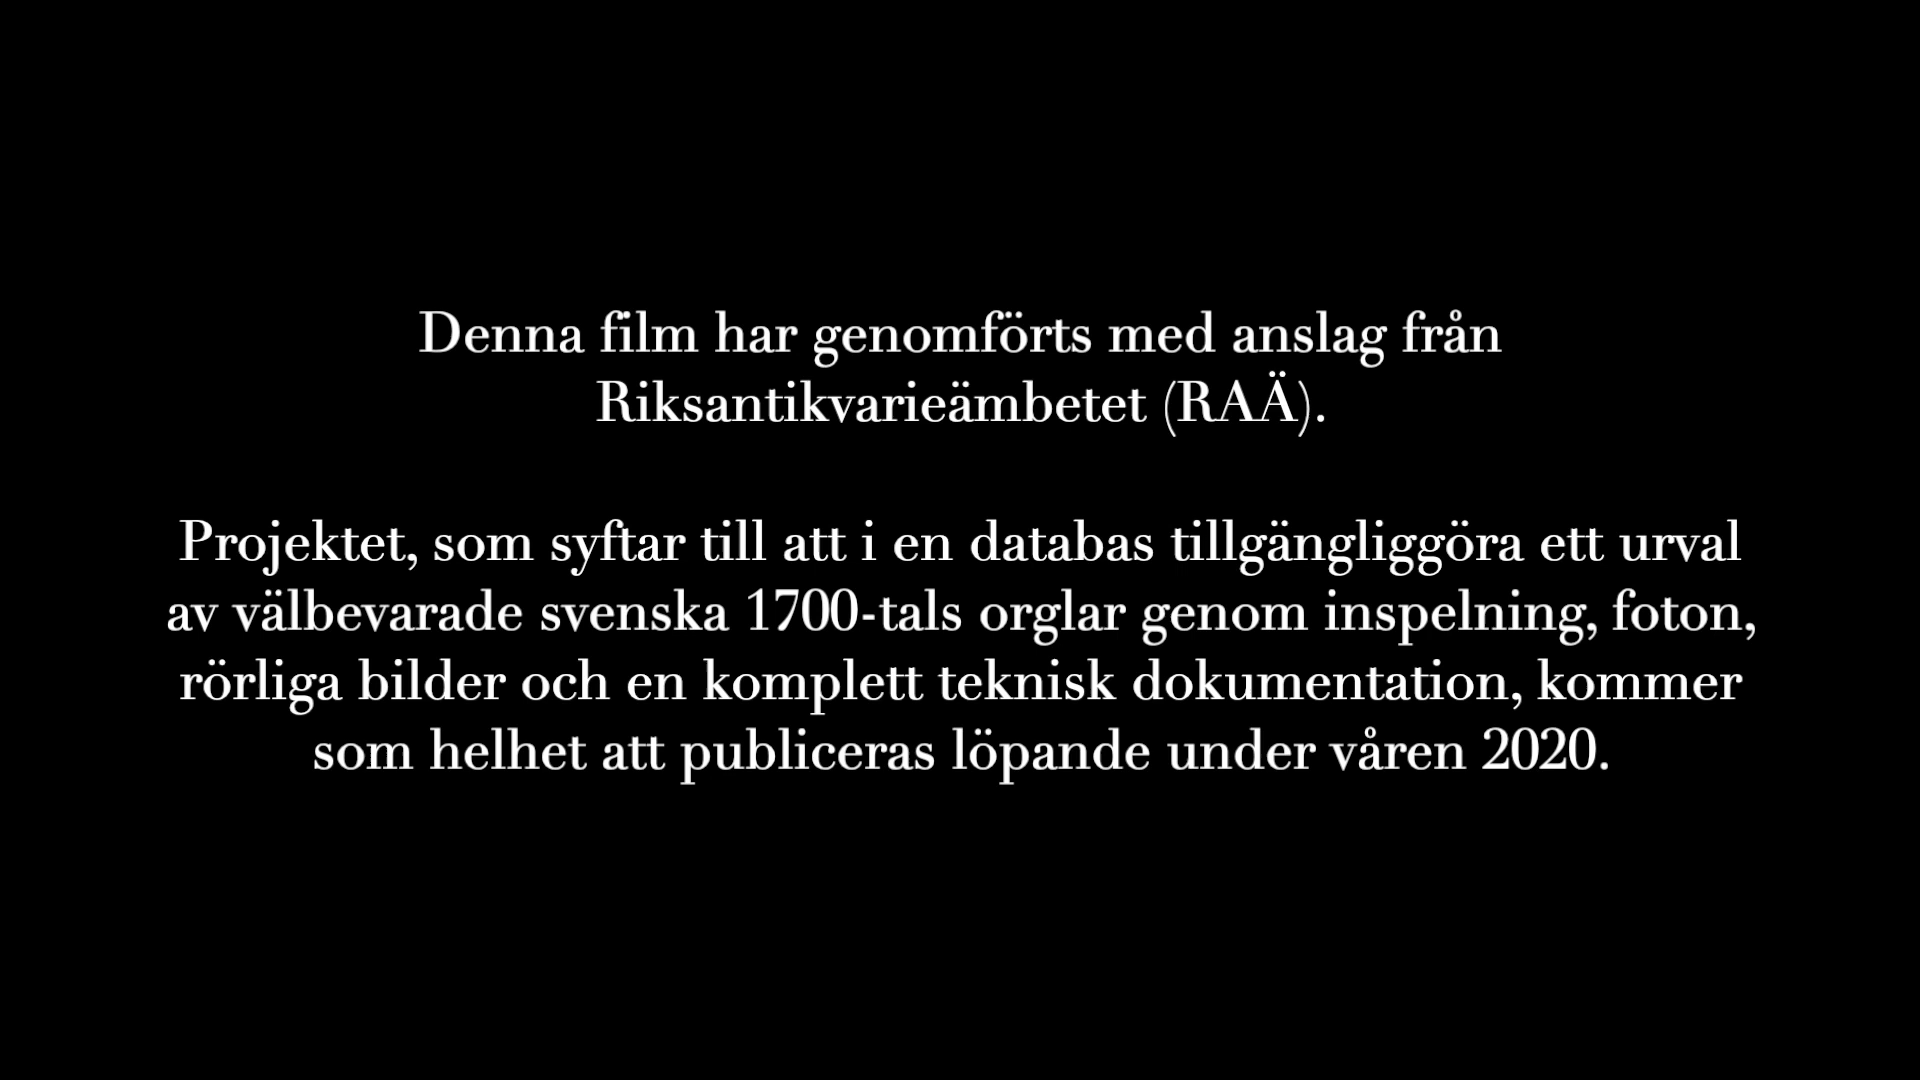 Denna film har genomförts med anslag från
Riksantikvarieämbetet (RAÄ).
Projektet, som syftar till att i en databas tillgängliggöra ett urval
av välbevarade svenska 1700-tals orglar genom inspelning, foton,
rörliga bilder och en komplett teknisk dokumentation, kommer
som helhet att publiceras löpande under våren 2020.